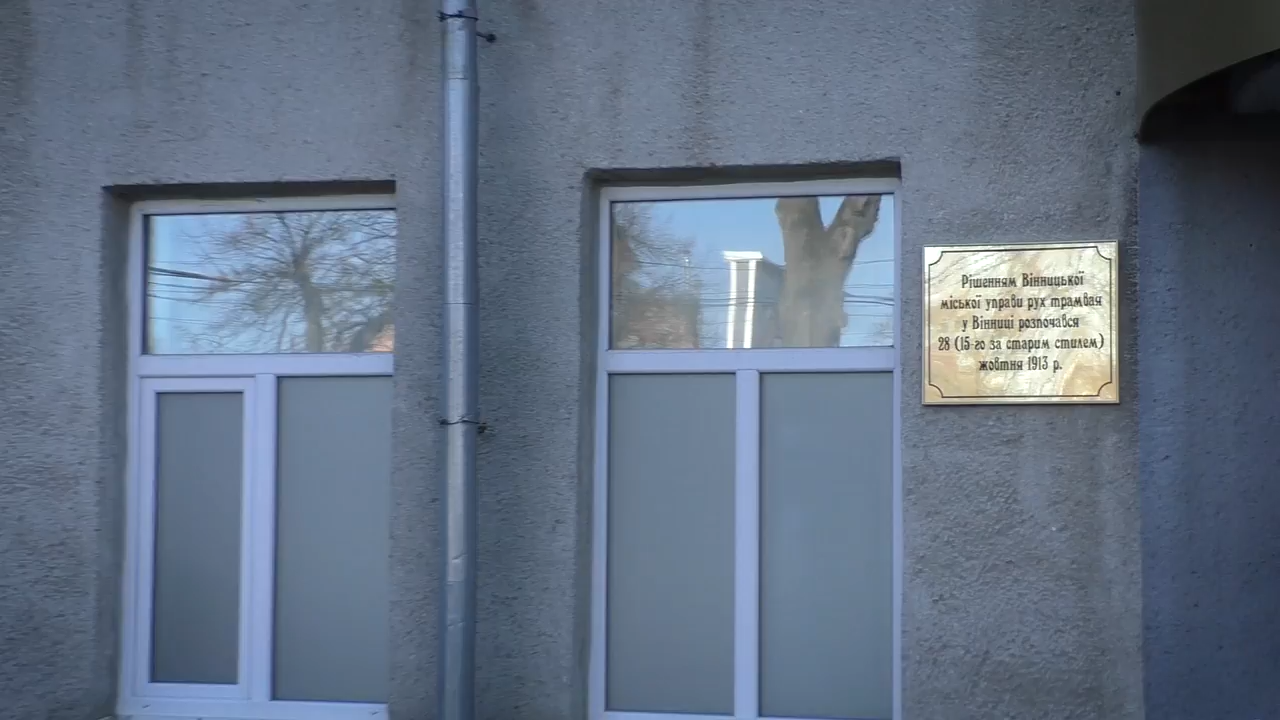 Рішенням Вінницької
міської управи рух трамвая
у Вінниці розпочався
28 (15-го за старим стилем)
жовтня 1913 р.